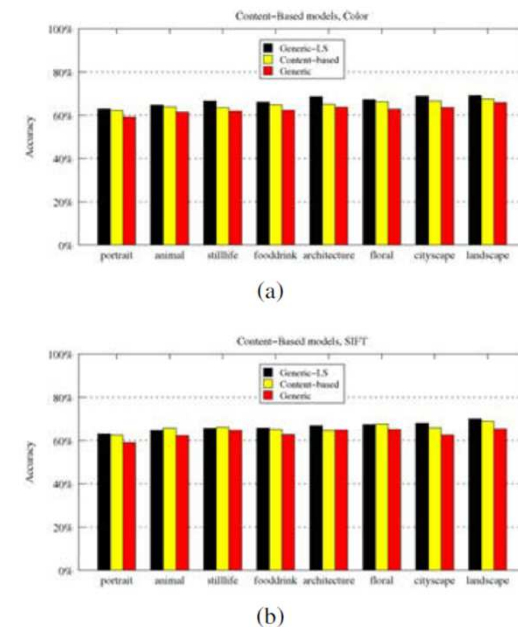 Content-Based models, Color
100%
80%
60%
40%
20%
0%
Accuracy
Generic-LS
Content-based
Generic
portrait animal stilllife fooddrink architecture floral cityscape landscape
(a)
Content-Based models, SIFT
100%
80%
60%
40%
20%
0%
Accuracy
Generic-LS
Content-based
Generic
portrait animal stilllife fooddrink architecture floral cityscape landscape
(b)